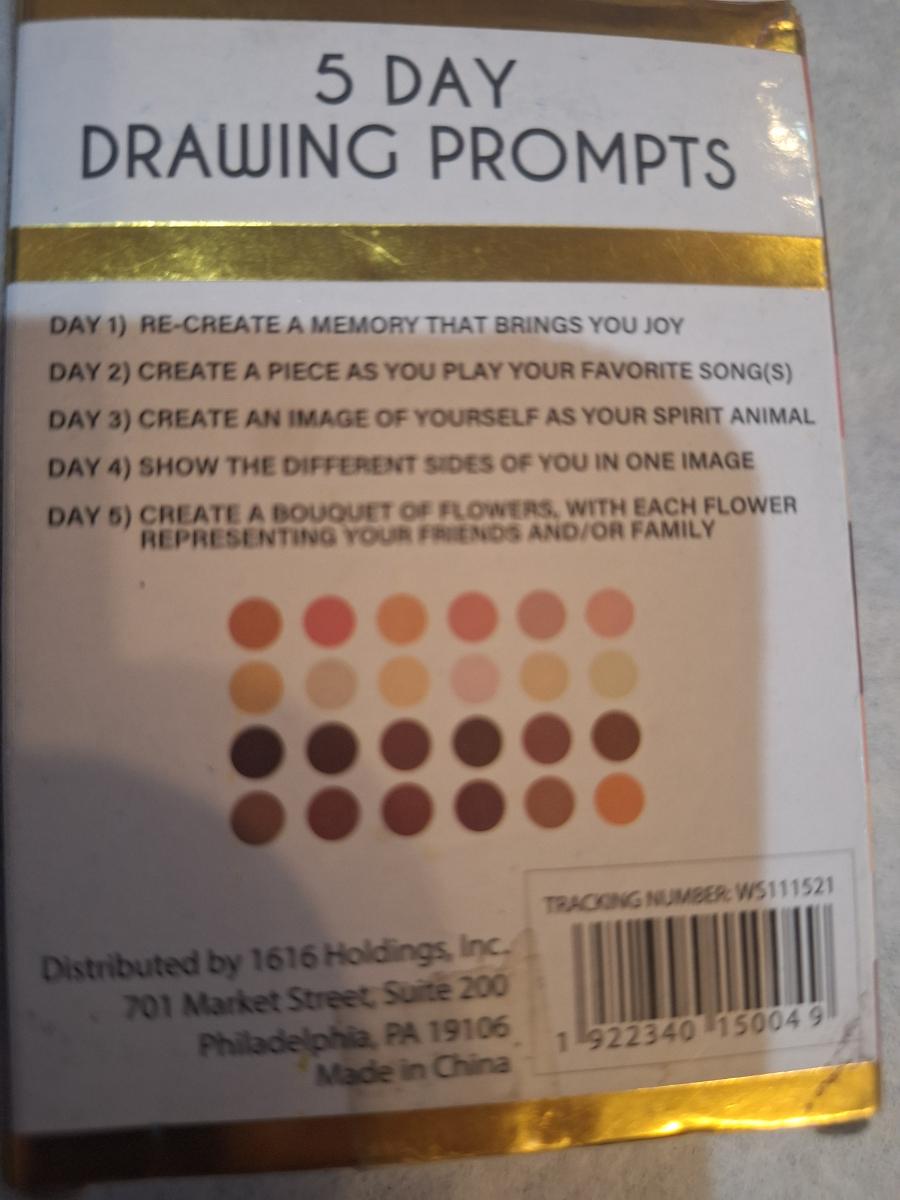 5 DAY
DRAWING PROMPTS
DAY 1) RE-CREATE A MEMORY THAT BRINGS YOU JOY
DAY 2) CREATE A PIECE AS YOU PLAY YOUR FAVORITE SONG(S)
DAY 3) CREATE AN IMAGE OF YOURSELF AS YOUR SPIRIT ANIMAL
DAY 4) SHOW THE DIFFERENT SIDES OF YOU IN ONE IMAGE
DAY 5) CREATE A BOUQUET OF FLOWERS, WITH EACH FLOWER
REPRESENTING YOUR FRIENDS AND/OR FAMILY
Distributed by 1616 Holdings, Inc.
701 Market Street, Suite 200
Philadelphia, PA 19106
Made in China
TRACKING NUMBER: WS111521
1 922340 15004 9